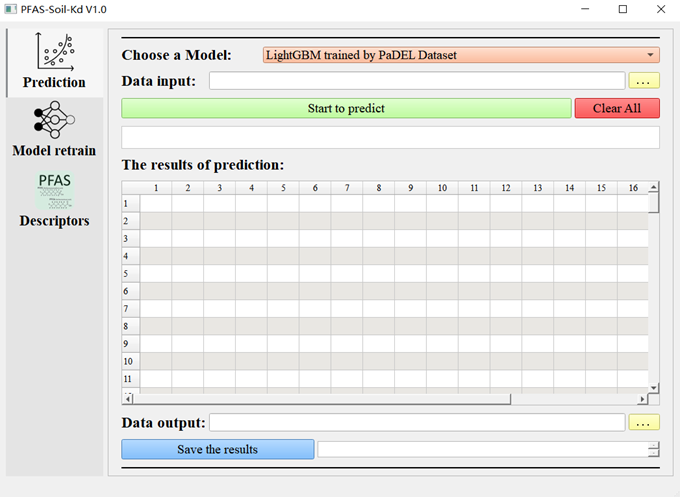 PFAS-Soil-Kd V1.0
Prediction
Model retrain
PFAS
Descriptors
Choose a Model: LightGBM trained by PaDEL Dataset
Data input: ...
Start to predict Clear All
The results of prediction:
1 2 3 4 5 6 7 8 9 10 11 12 13 14 15 16
1
2
3
4
5
6
7
8
9
10
11
Data output: ...
Save the results